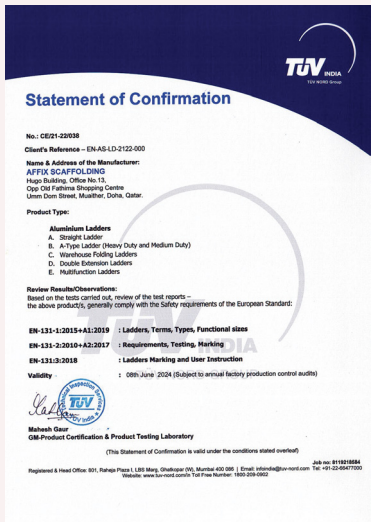 TÜV INDIA
TUV NORD Group
Statement of Confirmation
No.: CE/21-22/038
Client's Reference – EN-AS-LD-2122-000
Name & Address of the Manufacturer:
AFFIX SCAFFOLDING
Hugo Building, Office No.13,
Opp Old Fathima Shopping Centre
Umm Dom Street, Muaither, Doha, Qatar.
Product Type:
Aluminium Ladders
A. Straight Ladder
B. A-Type Ladder (Heavy Duty and Medium Duty)
C. Warehouse Folding Ladders
D. Double Extension Ladders
E. Multifunction Ladders
Review Results/Observations:
Based on the tests carried out, review of the test reports –
the above product/s, generally comply with the Safety requirements of the European Standard:
EN-131-1:2015+A1:2019 : Ladders, Terms, Types, Functional sizes
EN-131-2:2010+A2:2017 : Requirements, Testing, Marking
EN-131:3:2018 : Ladders Marking and User Instruction
Validity : 08th June 2024 (Subject to annual factory production control audits)
TÜV
Mahesh Gaur
GM-Product Certification & Product Testing Laboratory
(This Statement of Confirmation is valid under the conditions stated overleaf)
Job no: 8119218584
Registered & Head Office: 801, Raheja Plaza I, LBS Marg, Ghatkopar (W), Mumbai 400 086 | Email: infoindia@tuv-nord.com Tel: +91-22-66477000
Website: www.tuv-nord.com/in Toll Free Number: 1800-209-0902